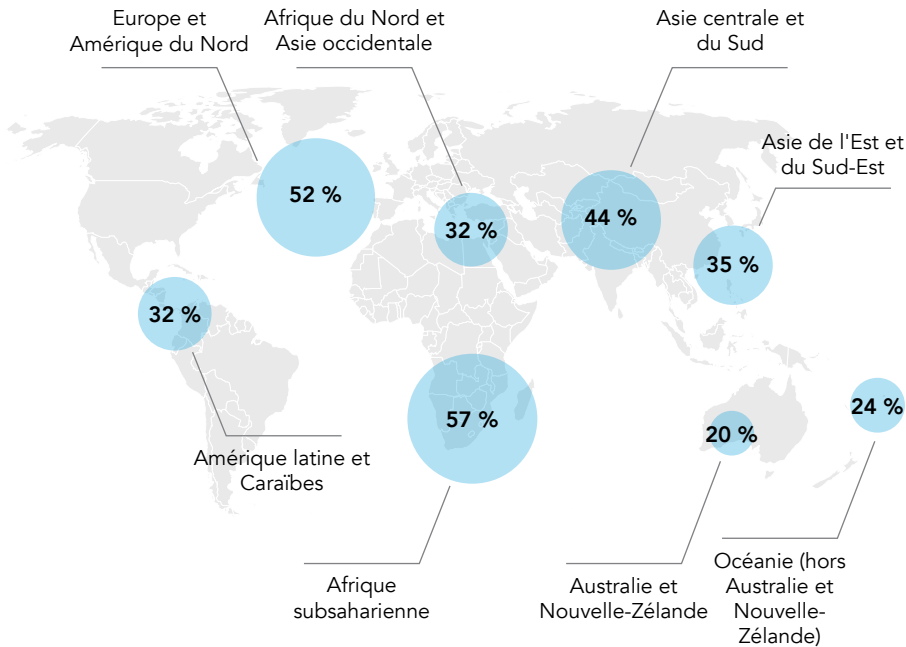 Europe et
Amérique du Nord
Afrique du Nord et
Asie occidentale
Asie centrale et
du Sud
Asie de l'Est et
du Sud-Est
52 %
32 %
44 %
35 %
32 %
57 %
20 %
24 %
Amérique latine et
Caraïbes
Afrique
subsaharienne
Australie et
Nouvelle-Zélande
Océanie (hors
Australie et
Nouvelle-
Zélande)